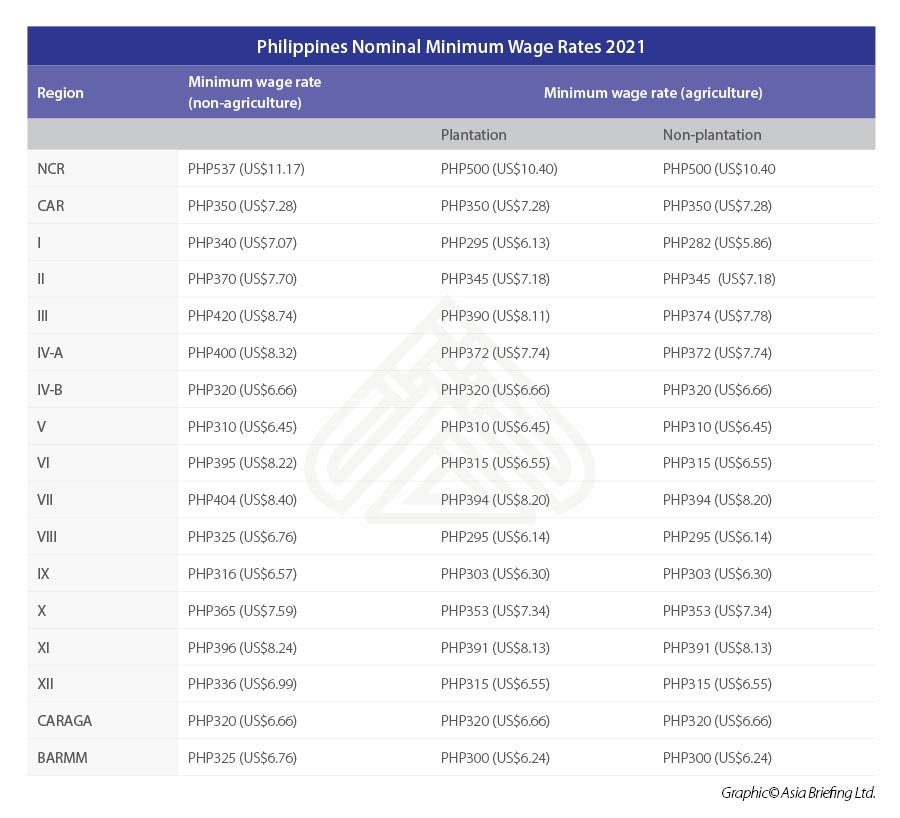 Philippines Nominal Minimum Wage Rates 2021
Region Minimum wage rate (non-agriculture) Minimum wage rate (agriculture)
Plantation Non-plantation
NCR PHP537 (US$11.17) PHP500 (US$10.40) PHP500 (US$10.40
CAR PHP350 (US$7.28) PHP350 (US$7.28) PHP350 (US$7.28)
I PHP340 (US$7.07) PHP295 (US$6.13) PHP282 (US$5.86)
II PHP370 (US$7.70) PHP345 (US$7.18) PHP345 (US$7.18)
III PHP420 (US$8.74) PHP390 (US$8.11) PHP374 (US$7.78)
IV-A PHP400 (US$8.32) PHP372 (US$7.74) PHP372 (US$7.74)
IV-B PHP320 (US$6.66) PHP320 (US$6.66) PHP320 (US$6.66)
V PHP310 (US$6.45) PHP310 (US$6.45) PHP310 (US$6.45)
VI PHP395 (US$8.22) PHP315 (US$6.55) PHP315 (US$6.55)
VII PHP404 (US$8.40) PHP394 (US$8.20) PHP394 (US$8.20)
VIII PHP325 (US$6.76) PHP295 (US$6.14) PHP295 (US$6.14)
IX PHP316 (US$6.57) PHP303 (US$6.30) PHP303 (US$6.30)
X PHP365 (US$7.59) PHP353 (US$7.34) PHP353 (US$7.34)
XI PHP396 (US$8.24) PHP391 (US$8.13) PHP391 (US$8.13)
XII PHP336 (US$6.99) PHP315 (US$6.55) PHP315 (US$6.55)
CARAGA PHP320 (US$6.66) PHP320 (US$6.66) PHP320 (US$6.66)
BARMM PHP325 (US$6.76) PHP300 (US$6.24) PHP300 (US$6.24)
Graphic© Asia Briefing Ltd.